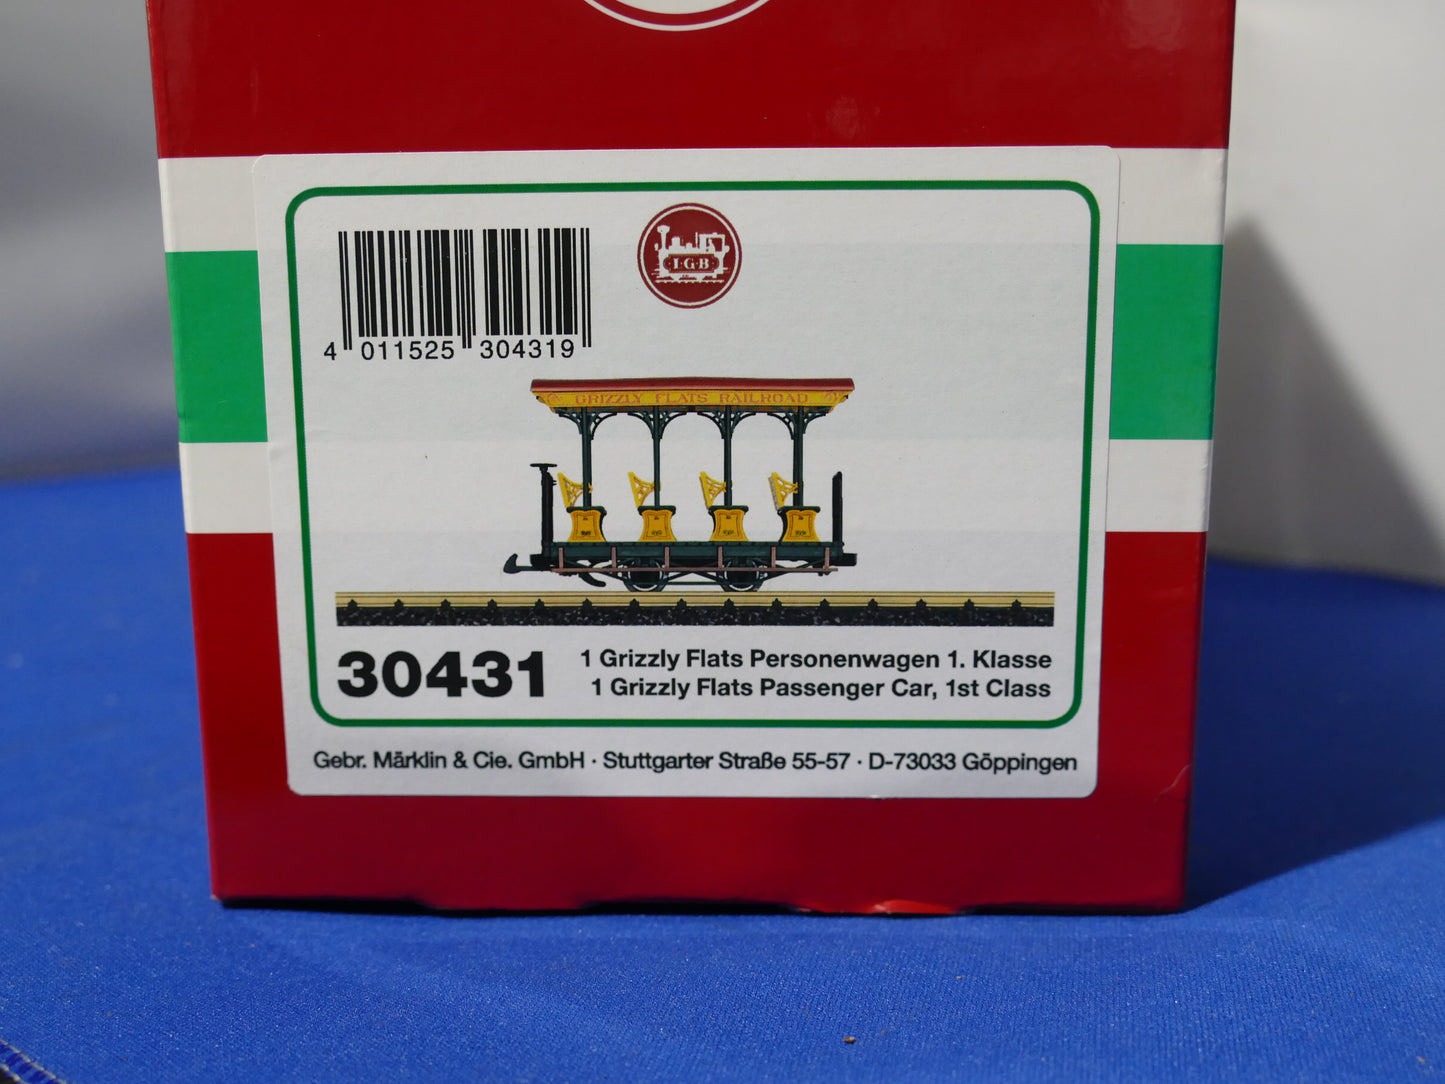 4 011525 304319
LGB
GRIZZLY FLATS RAILROAD
30431
1 Grizzly Flats Personenwagen 1. Klasse
1 Grizzly Flats Passenger Car, 1st Class
Gebr. Märklin & Cie. GmbH · Stuttgarter Straße 55-57 · D-73033 Göppingen